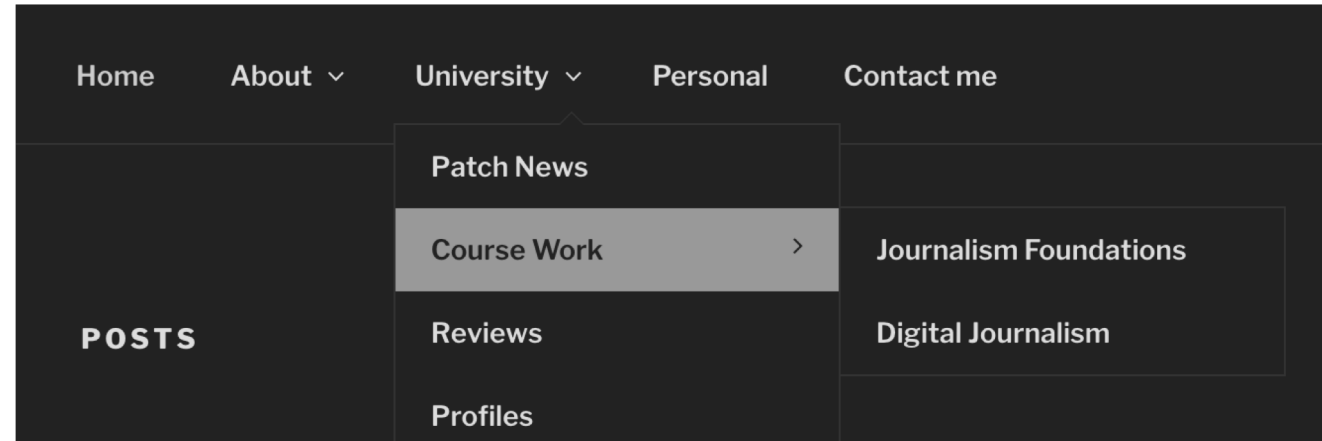 Home About University Personal Contact me
Patch News
Course Work Journalism Foundations
POSTS Reviews Digital Journalism
Profiles